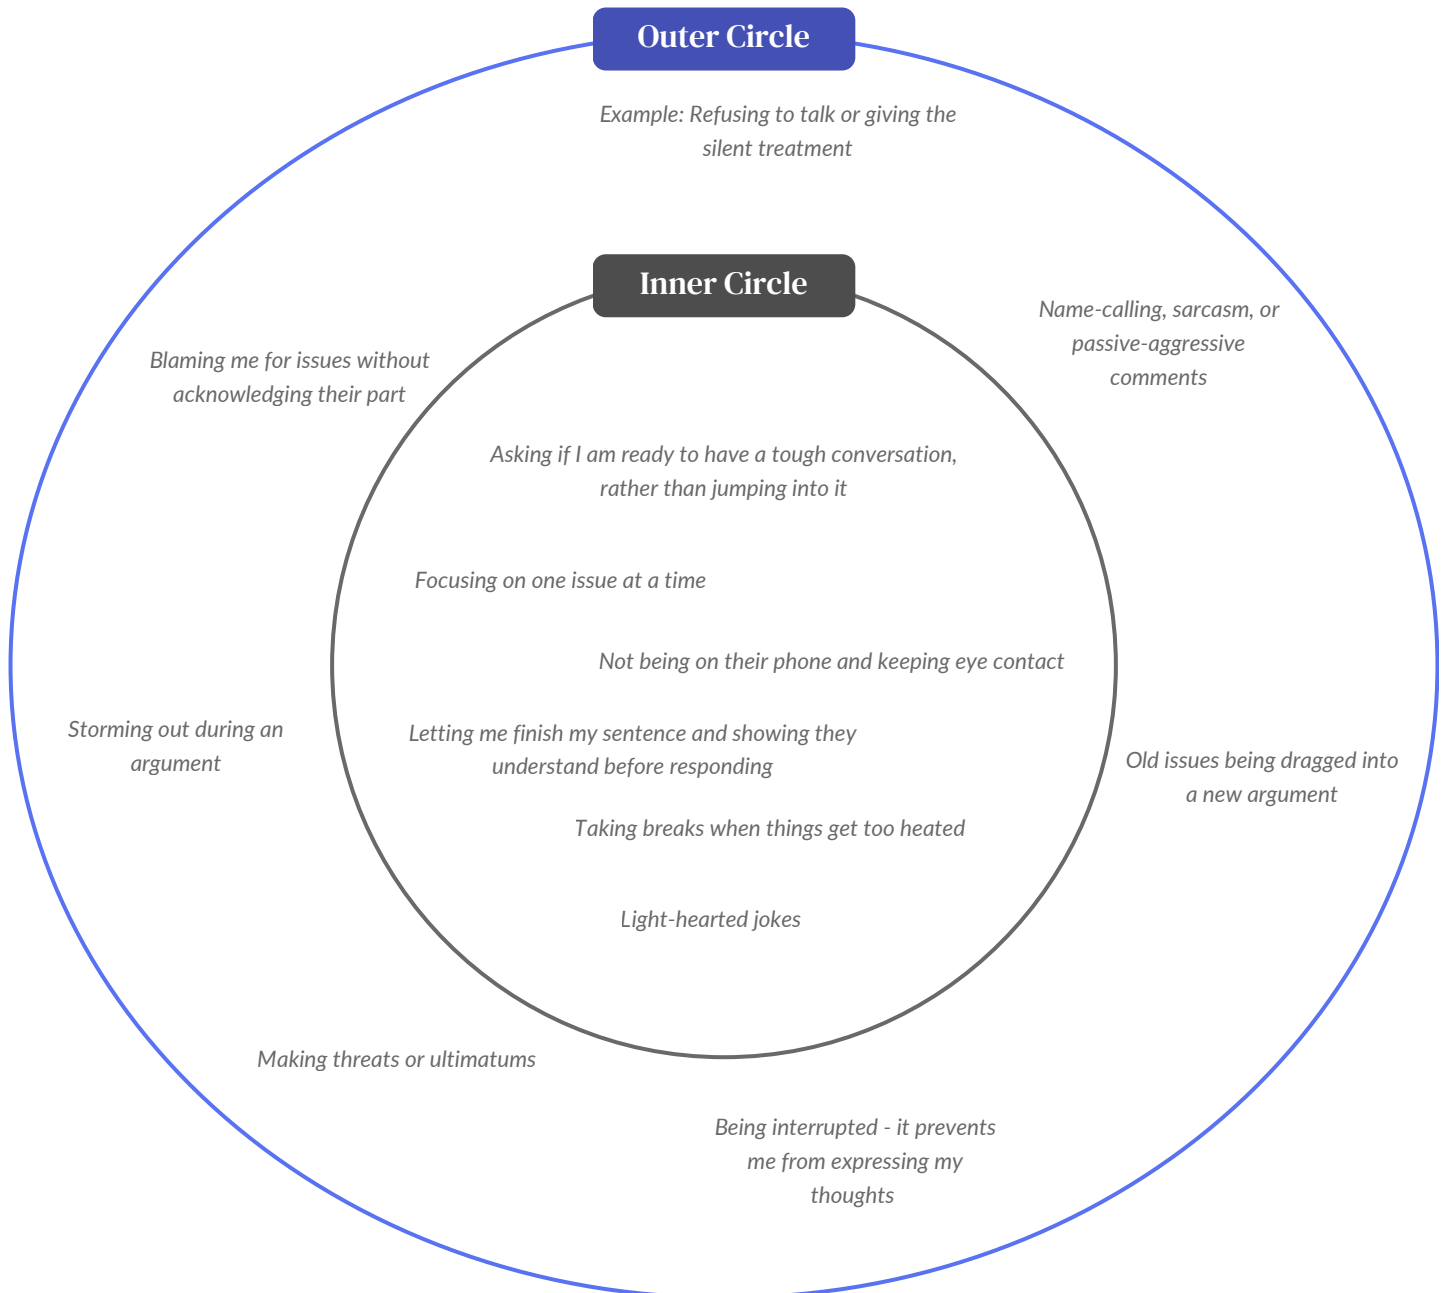 Outer Circle
Example: Refusing to talk or giving the
silent treatment
Inner Circle
Name-calling, sarcasm, or
passive-aggressive
comments
Blaming me for issues without
acknowledging their part
Asking if I am ready to have a tough conversation,
rather than jumping into it
Focusing on one issue at a time
Not being on their phone and keeping eye contact
Storming out during an
argument
Letting me finish my sentence and showing they
understand before responding
Old issues being dragged into
a new argument
Taking breaks when things get too heated
Light-hearted jokes
Making threats or ultimatums
Being interrupted - it prevents
me from expressing my
thoughts